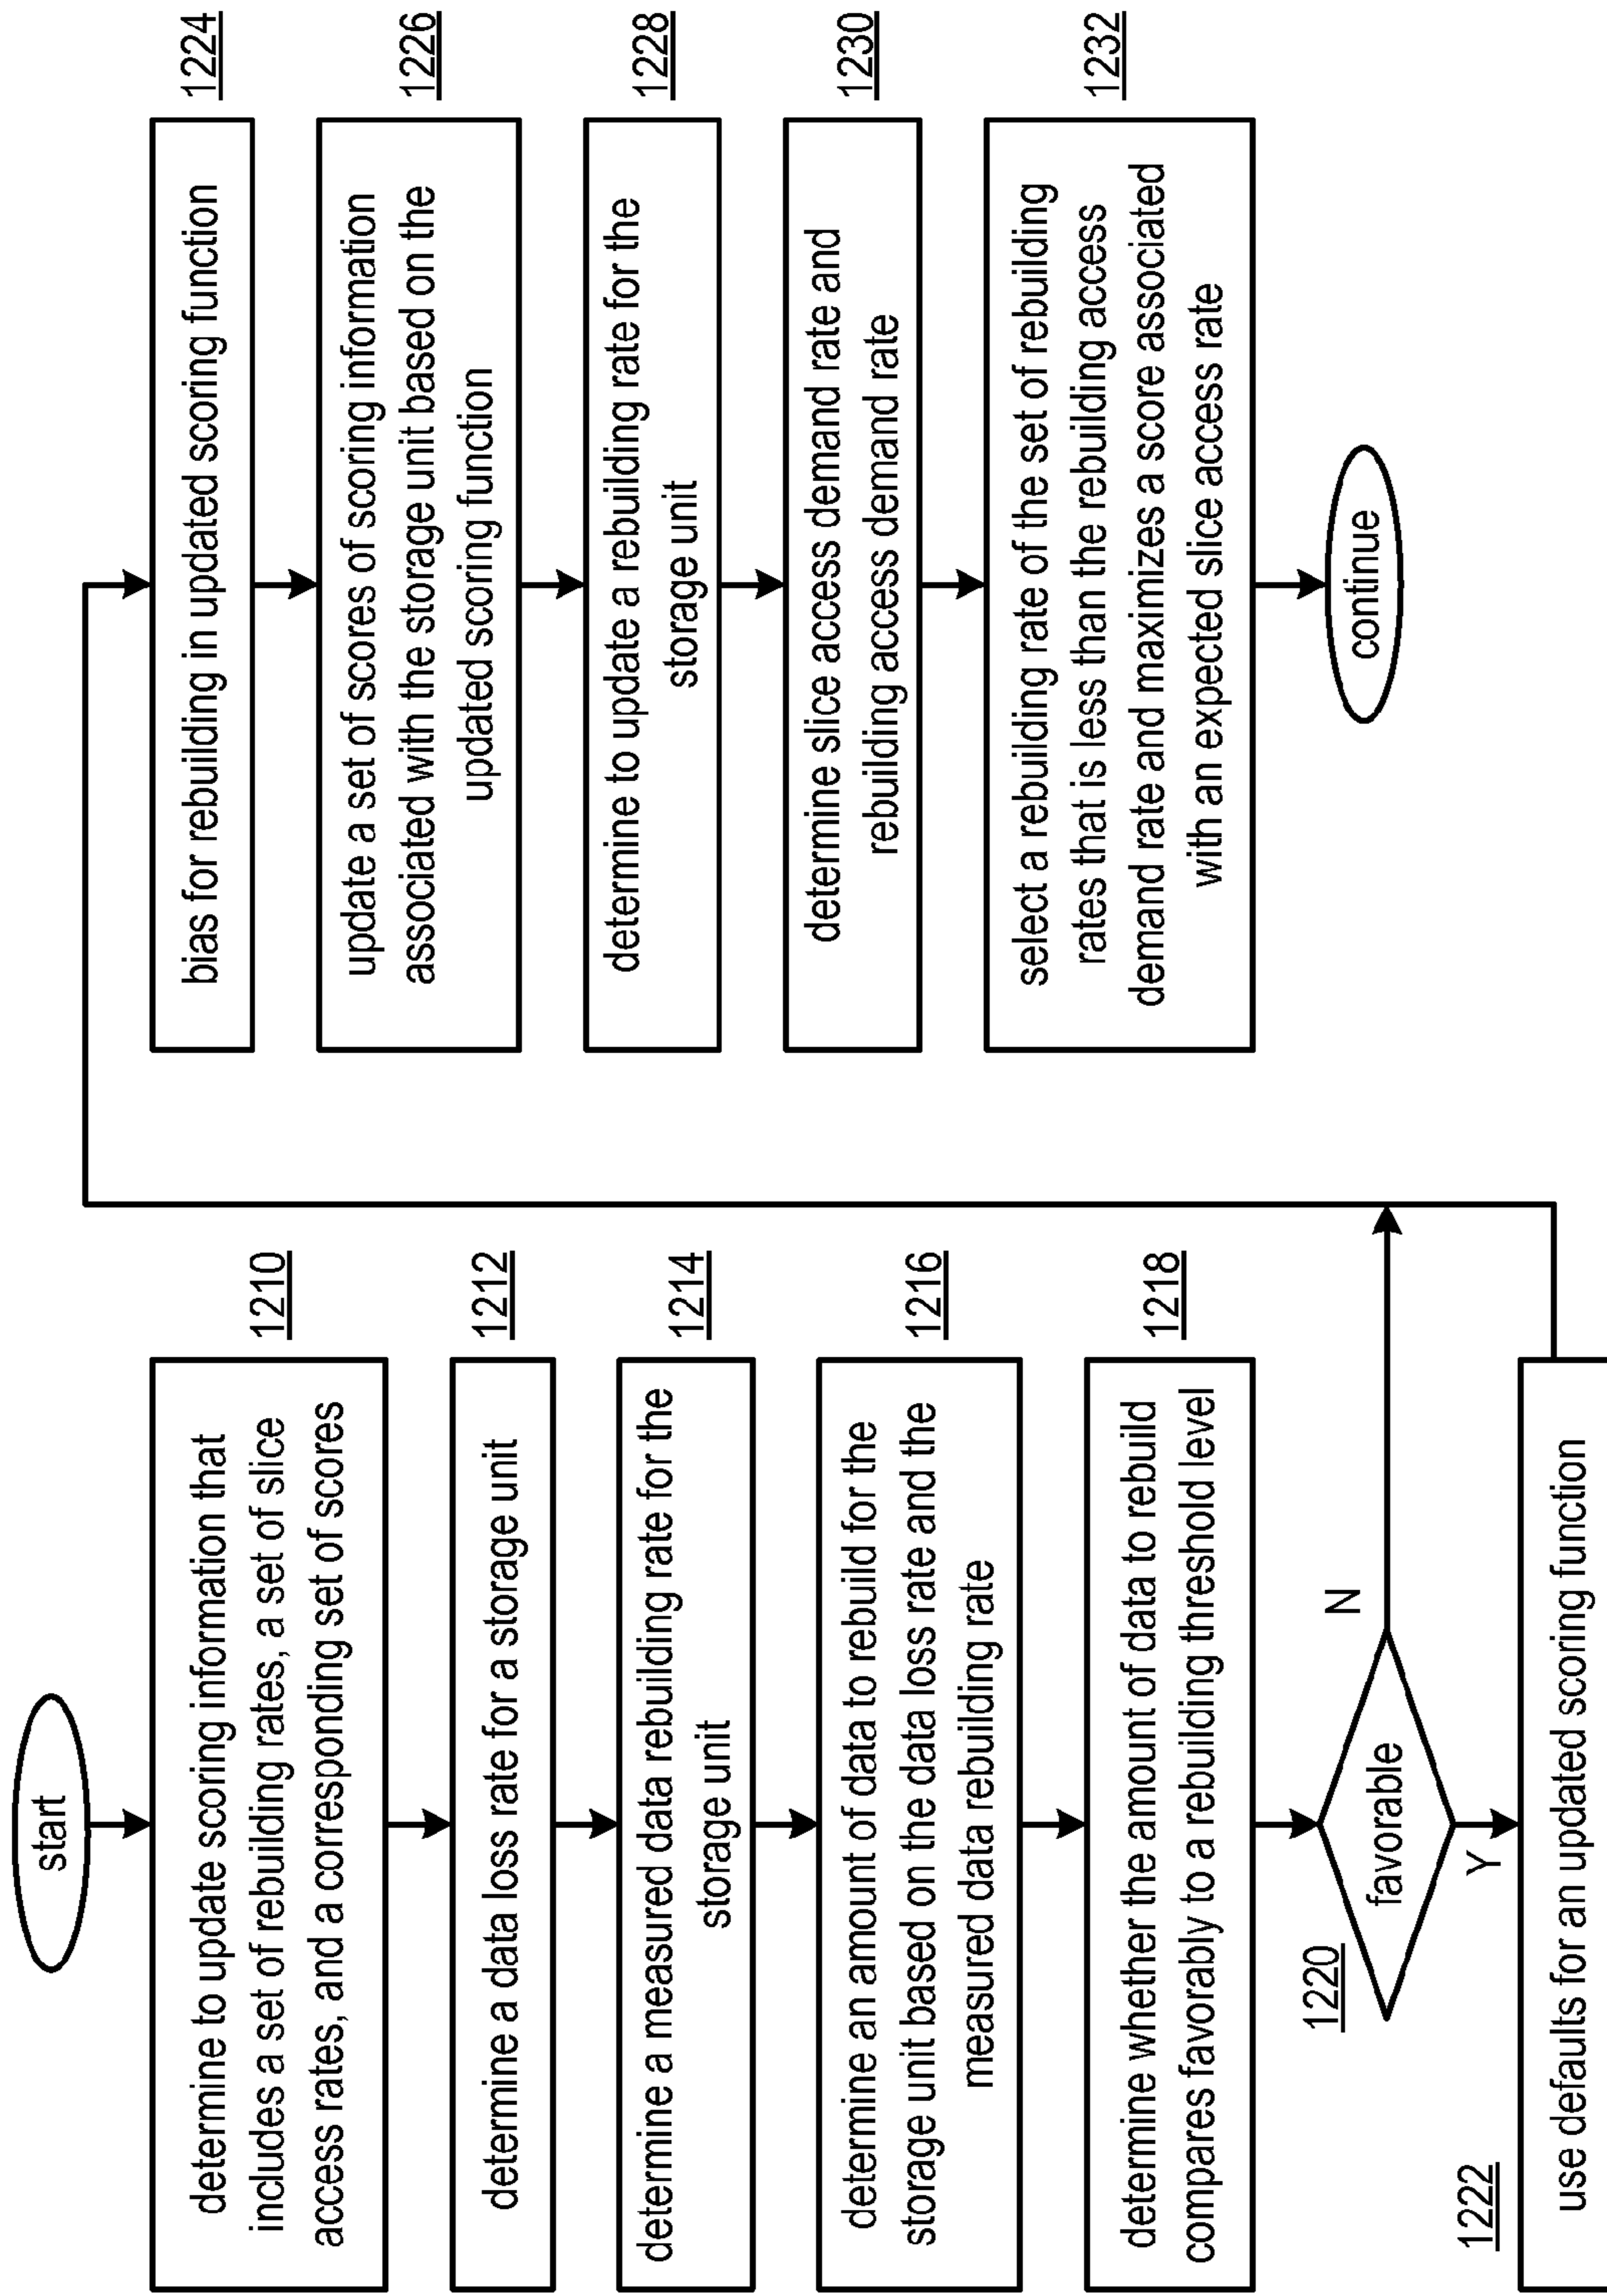 start
determine to update scoring information that
includes a set of rebuilding rates, a set of slice
access rates, and a corresponding set of scores
1210
determine a data loss rate for a storage unit
1212
determine a measured data rebuilding rate for the
storage unit
1214
determine an amount of data to rebuild for the
storage unit based on the data loss rate and the
measured data rebuilding rate
1216
determine whether the amount of data to rebuild
compares favorably to a rebuilding threshold level
1218
1220
favorable
N
Y
1222
use defaults for an updated scoring function
bias for rebuilding in updated scoring function
1224
update a set of scores of scoring information
associated with the storage unit based on the
updated scoring function
1226
determine to update a rebuilding rate for the
storage unit
1228
determine slice access demand rate and
rebuilding access demand rate
1230
select a rebuilding rate of the set of rebuilding
rates that is less than the rebuilding access
demand rate and maximizes a score associated
with an expected slice access rate
1232
continue